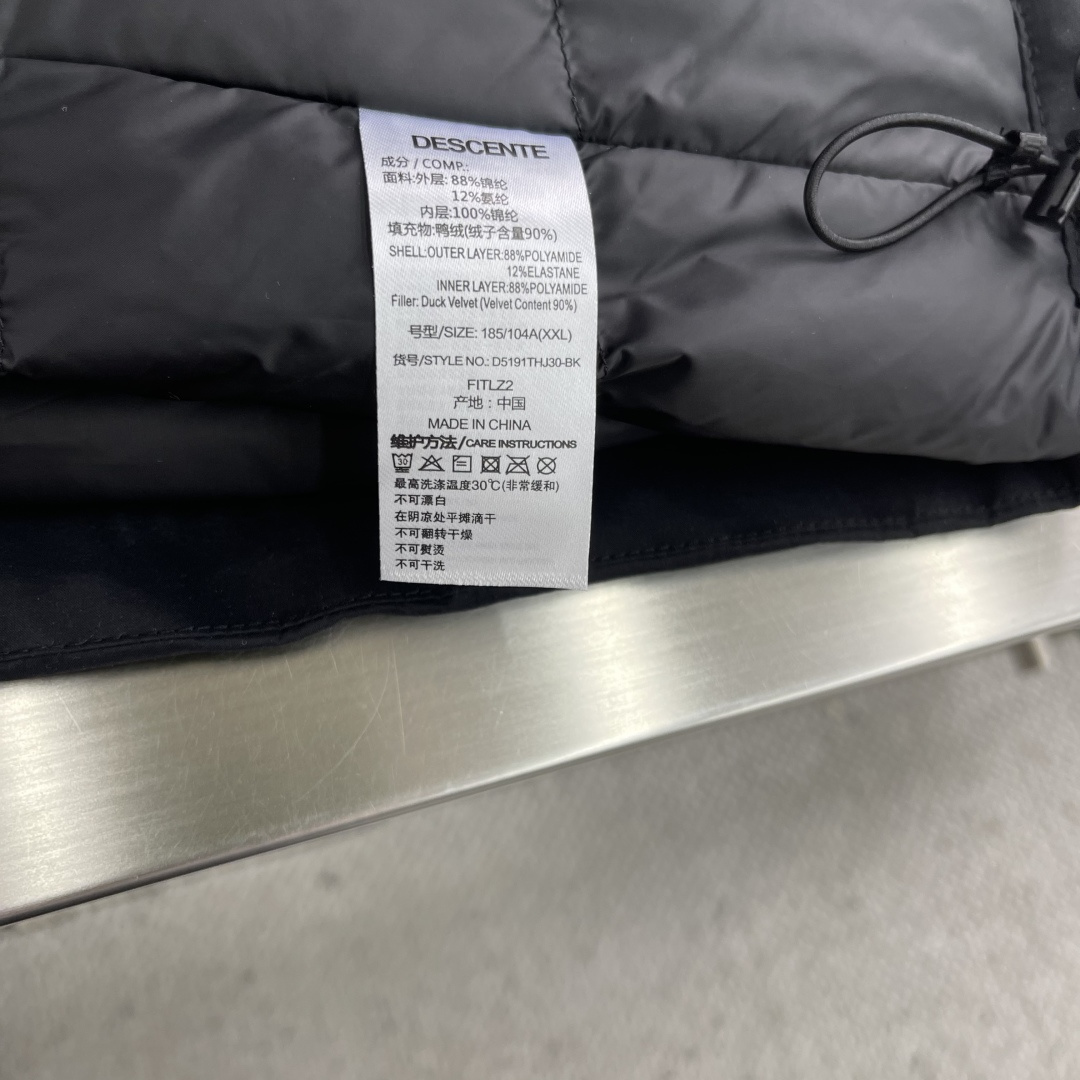 DESCENTE
成分 / COMP.:
面料:外层: 88%锦纶
12%氨纶
内层:100%锦纶
填充物:鸭绒(绒子含量90%)
SHELL:OUTER LAYER:88%POLYAMIDE
12%ELASTANE
INNER LAYER:88%POLYAMIDE
Filler: Duck Velvet (Velvet Content 90%)
号型/SIZE: 185/104A(XXL)
货号/STYLE NO.: D5191THJ30-BK
FITLZ2
产地：中国
MADE IN CHINA
维护方法/CARE INSTRUCTIONS
30
最高洗涤温度30℃(非常缓和)
不可漂白
在阴凉处平摊滴干
不可翻转干燥
不可熨烫
不可干洗